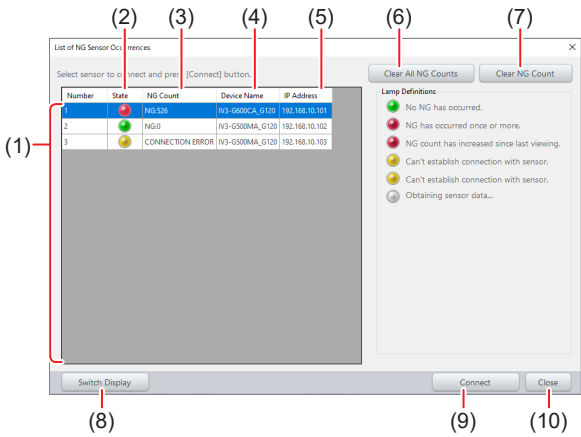 (2) (3) (4) (5) (6) (7)
List of NG Sensor Occurrences ×
Select sensor to connect and press [Connect] button.
Clear All NG Counts Clear NG Count
Number State NG Count Device Name IP Address
1 NG:526 IV3-G600CA_G120 192.168.10.101
2 NG:0 IV3-G500MA_G120 192.168.10.102
3 CONNECTION ERROR IV3-G500MA_G120 192.168.10.103
(1)
Lamp Definitions
No NG has occurred.
NG has occurred once or more.
NG count has increased since last viewing.
Can't establish connection with sensor.
Can't establish connection with sensor.
Obtaining sensor data...
Switch Display Connect Close
(8) (9) (10)